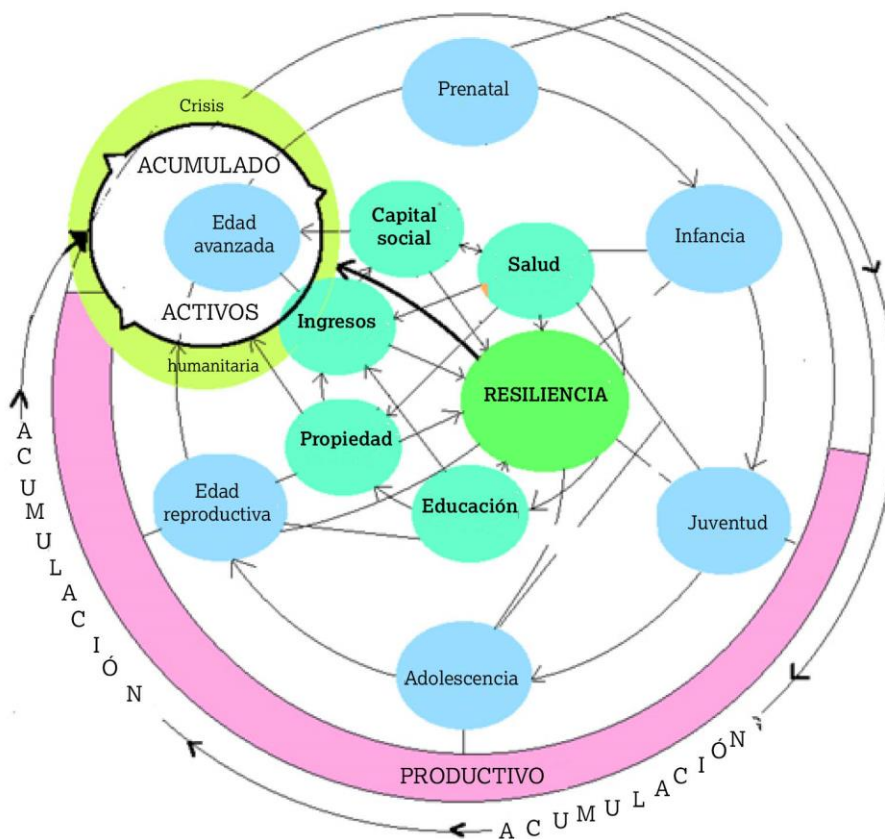 Prenatal
Crisis
ACUMULADO
Edad
avanzada
ACTIVOS
humanitaria
Capital
social
Salud
Infancia
Ingresos
RESILIENCIA
Propiedad
Educación
Edad
reproductiva
Juventud
Adolescencia
PRODUCTIVO
ACUMULACIÓN
ACUMULACIÓN